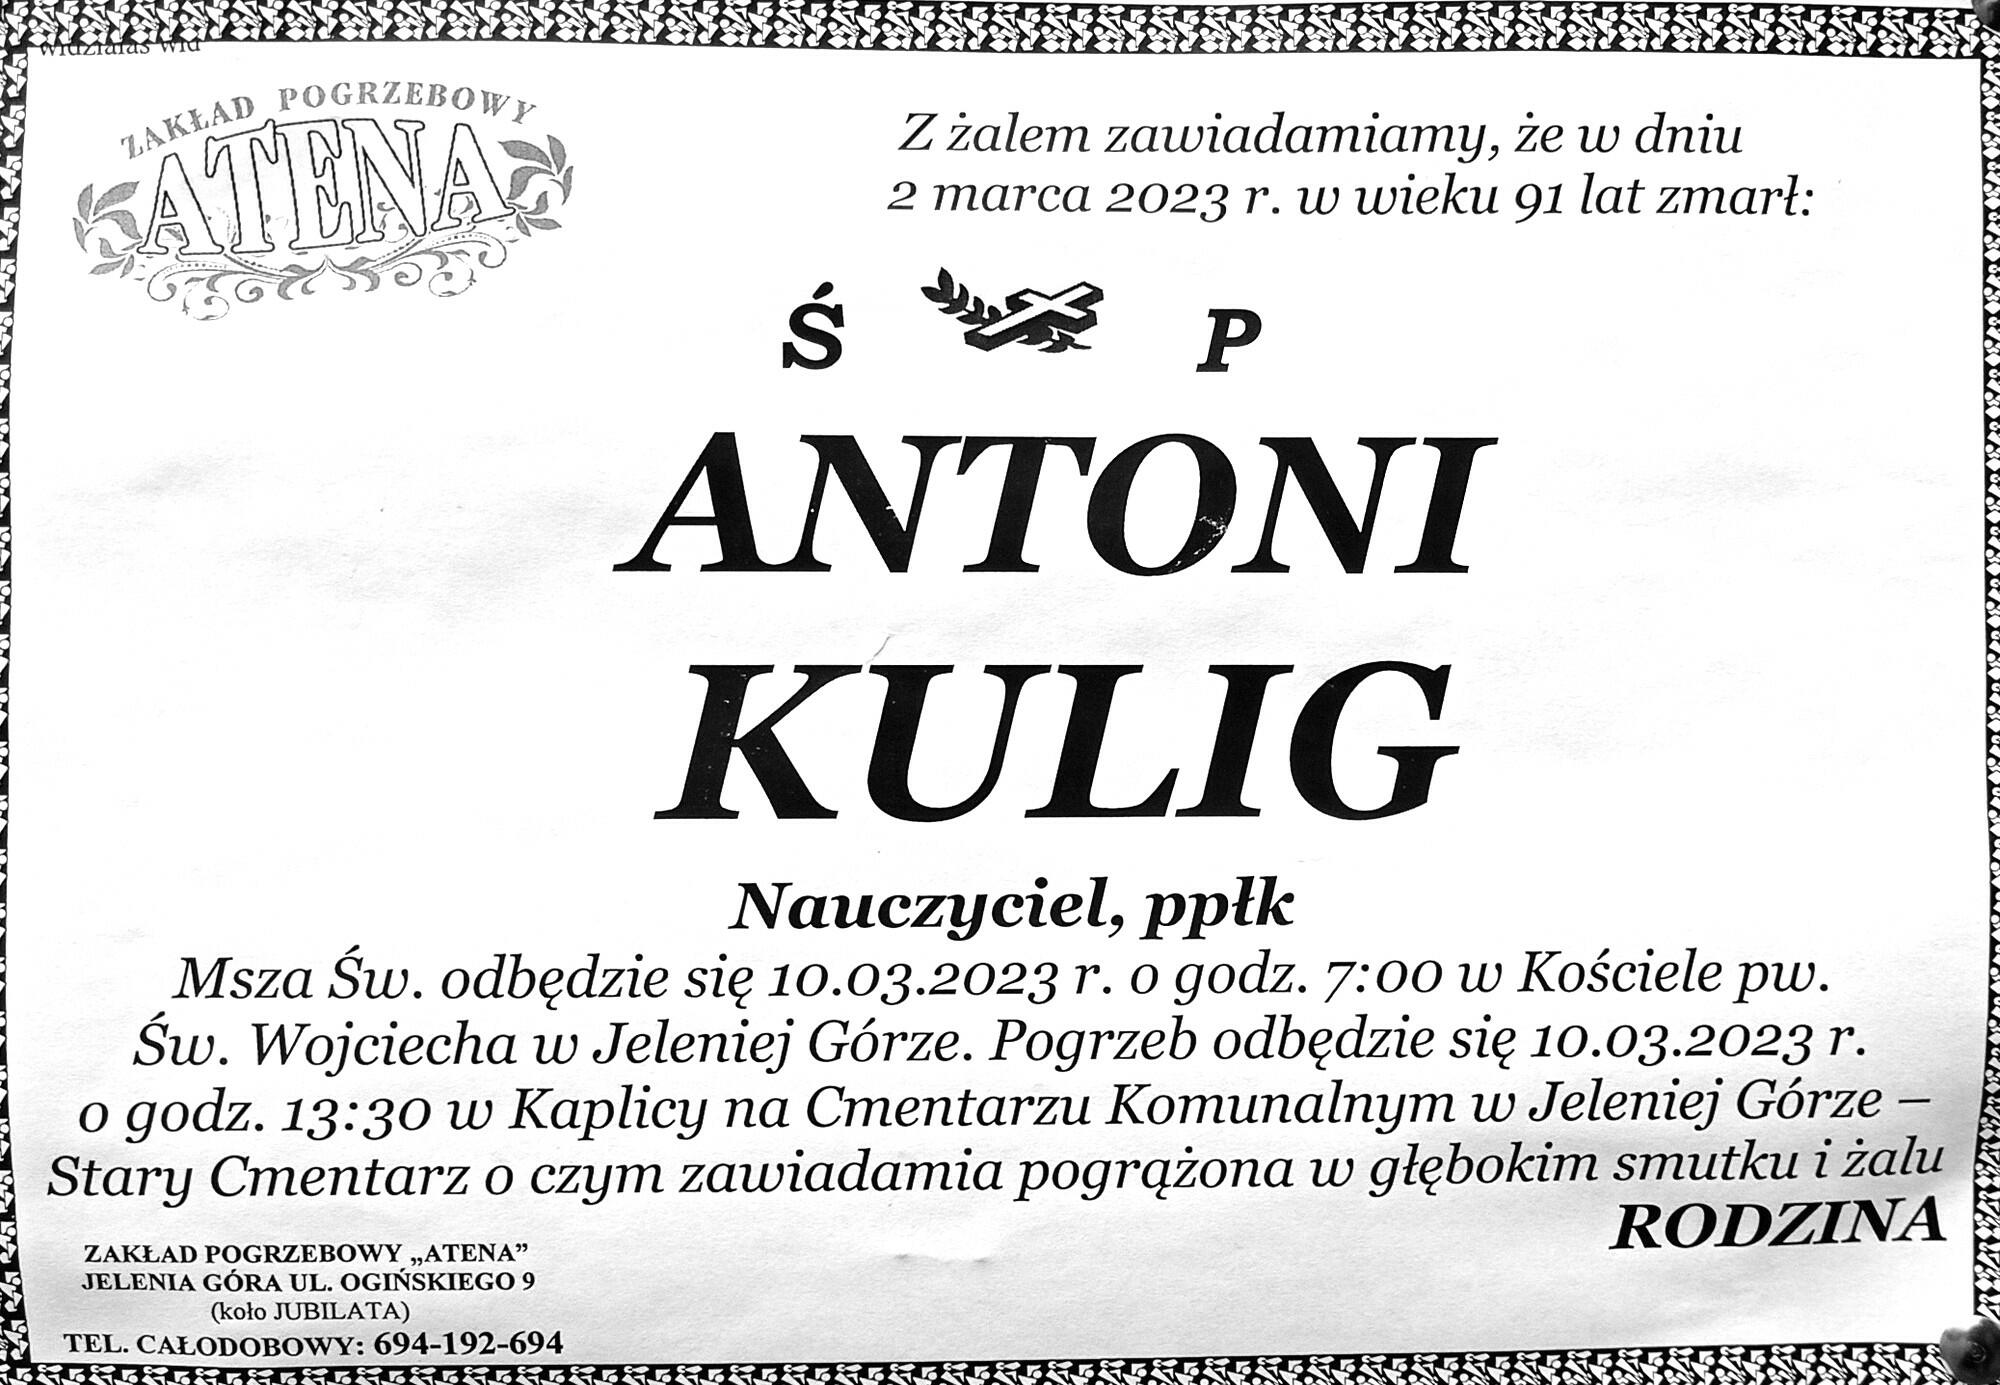 ZAKŁAD POGRZEBOWY
ATENA
Z żalem zawiadamiamy, że w dniu
2 marca 2023 r. w wieku 91 lat zmarł:
Ś P
ANTONI
KULIG
Nauczyciel, ppłk
Msza Św. odbędzie się 10.03.2023 r. o godz. 7:00 w Kościele pw.
Św. Wojciecha w Jeleniej Górze. Pogrzeb odbędzie się 10.03.2023 r.
o godz. 13:30 w Kaplicy na Cmentarzu Komunalnym w Jeleniej Górze –
Stary Cmentarz o czym zawiadamia pogrążona w głębokim smutku i żalu
RODZINA
ZAKŁAD POGRZEBOWY „ATENA”
JELENIA GÓRA UL. OGIŃSKIEGO 9
(koło JUBILATA)
TEL. CAŁODOBOWY: 694-192-694